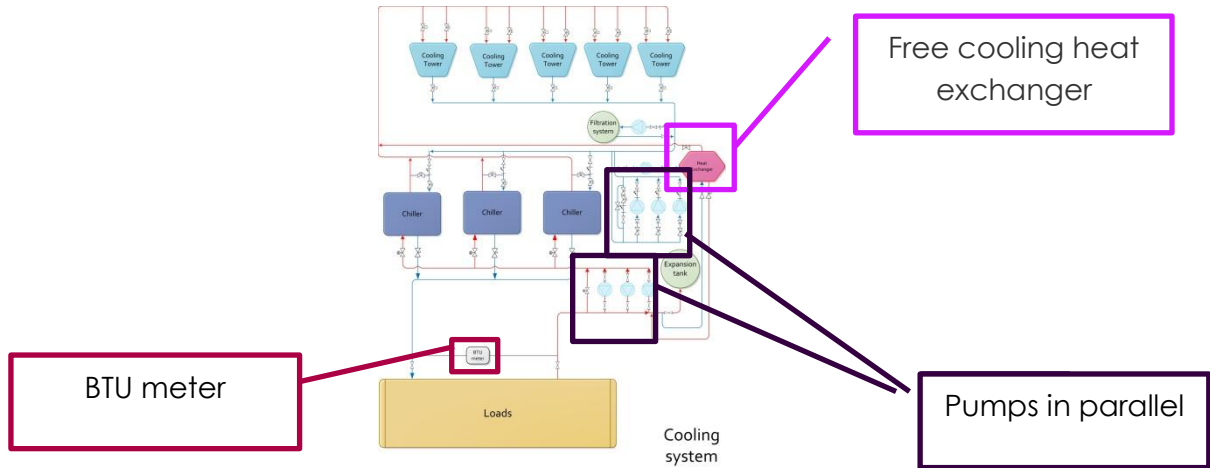 Cooling
Tower
Cooling
Tower
Cooling
Tower
Cooling
Tower
Cooling
Tower
Free cooling heat
exchanger
Filtration
system
Heat
exchanger
Chiller
Chiller
Chiller
Expansion
tank
BTU meter
BTU
meter
Pumps in parallel
Loads
Cooling
system